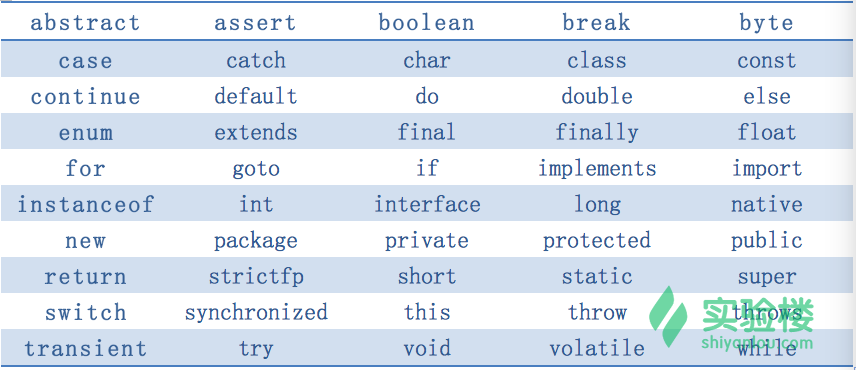 abstract assert boolean break byte
case catch char class const
continue default do double else
enum extends final finally float
for goto if implements import
instanceof int interface long native
new package private protected public
return strictfp short static super
switch synchronized this throw throws
transient try void volatile while
实验楼
shiyanlou.com